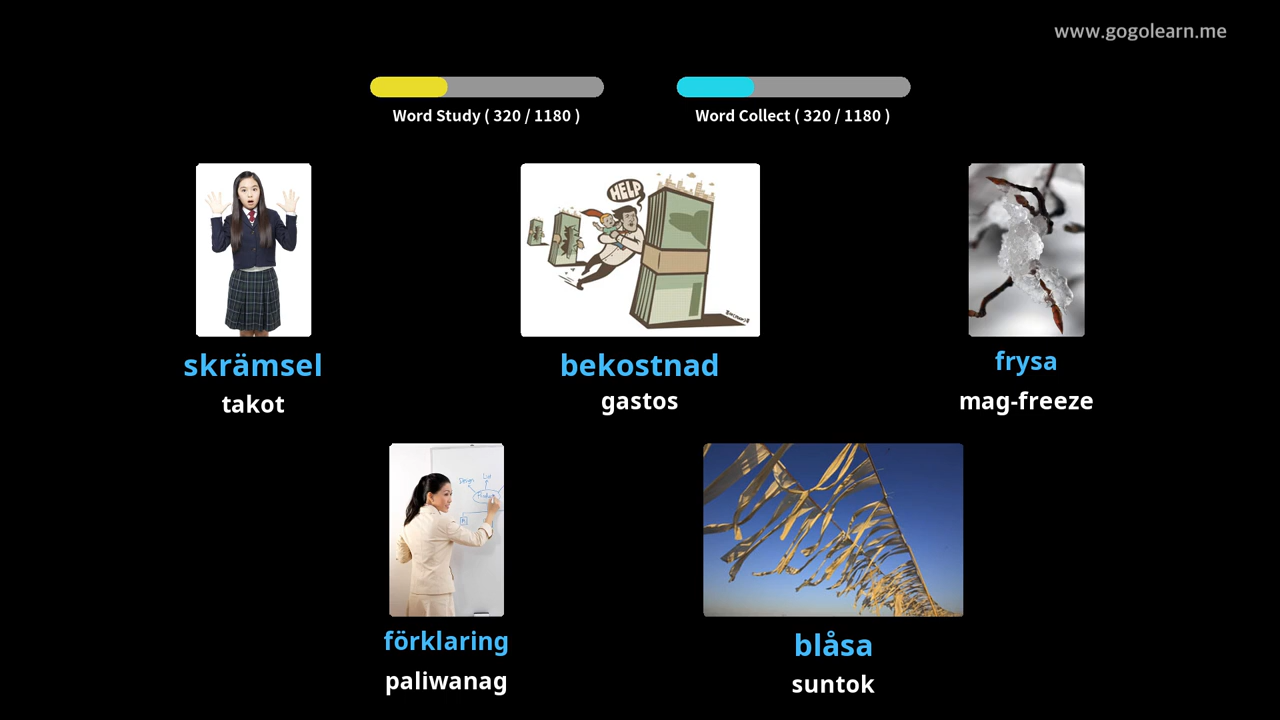 www.gogolearn.me
Word Study ( 320 / 1180 )
Word Collect ( 320 / 1180 )
HELP
skrämsel
takot
bekostnad
gastos
frysa
mag-freeze
Design
förklaring
paliwanag
blåsa
suntok